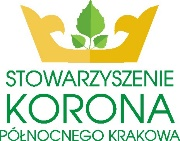 STOWARZYSZENIE
KORONA
PÓŁNOCNEGO KRAKOWA